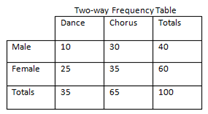 Two-way Frequency Table
Dance Chorus Totals
Male 10 30 40
Female 25 35 60
Totals 35 65 100